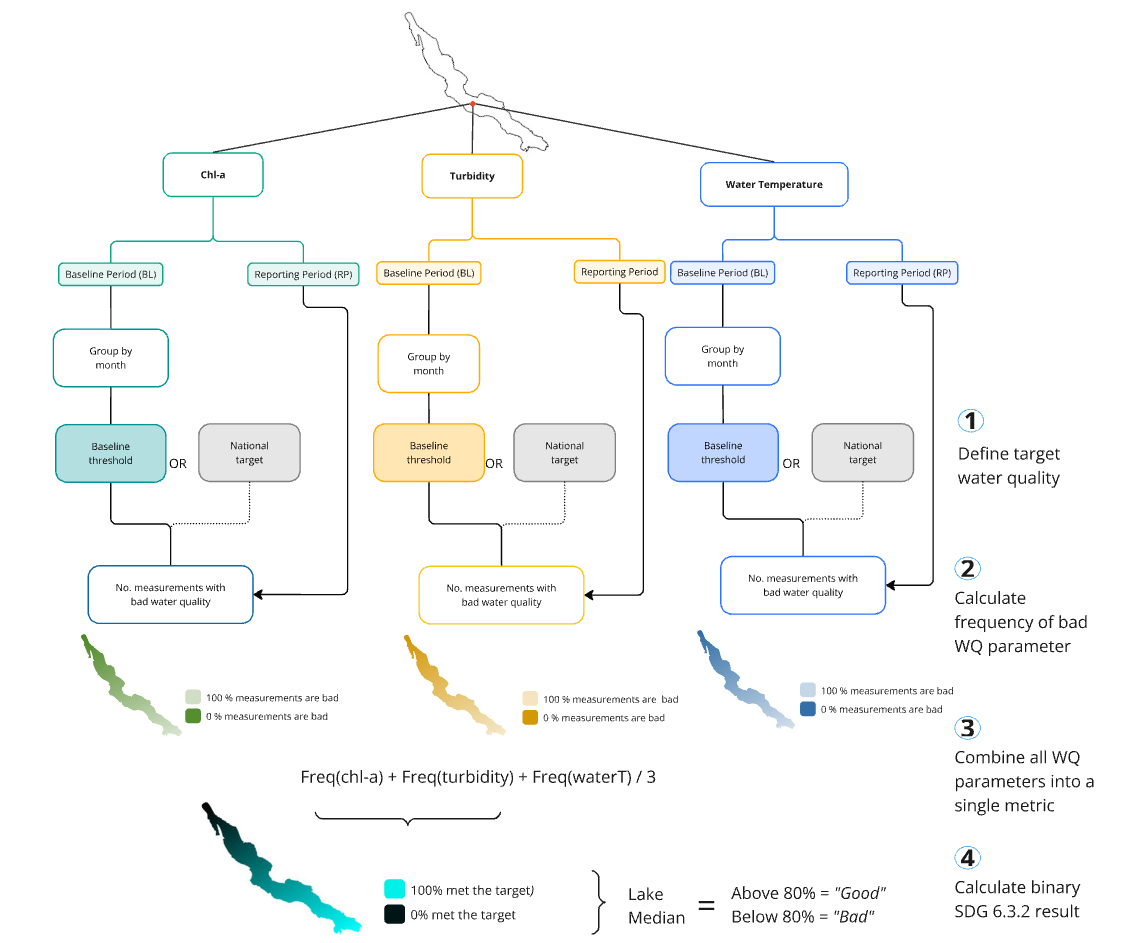 Chl-a
Turbidity
Water Temperature
Baseline Period (BL)
Reporting Period (RP)
Baseline Period (BL)
Reporting Period
Baseline Period (BL)
Reporting Period (RP)
Group by
month
Group by
month
Group by
month
Baseline
threshold
OR
National
target
Baseline
threshold
OR
National
target
Baseline
threshold
OR
National
target
1
Define target
water quality
No. measurements with
bad water quality
No. measurements with
bad water quality
No. measurements with
bad water quality
2
Calculate
frequency of bad
WQ parameter
100 % measurements are bad
0 % measurements are bad
100 % measurements are bad
0 % measurements are bad
100 % measurements are bad
0 % measurements are bad
3
Combine all WQ
parameters into a
single metric
Freq(chl-a) + Freq(turbidity) + Freq(waterT) / 3
100% met the target)
0% met the target
Lake
Median
=
Above 80% = "Good"
Below 80% = "Bad"
4
Calculate binary
SDG 6.3.2 result